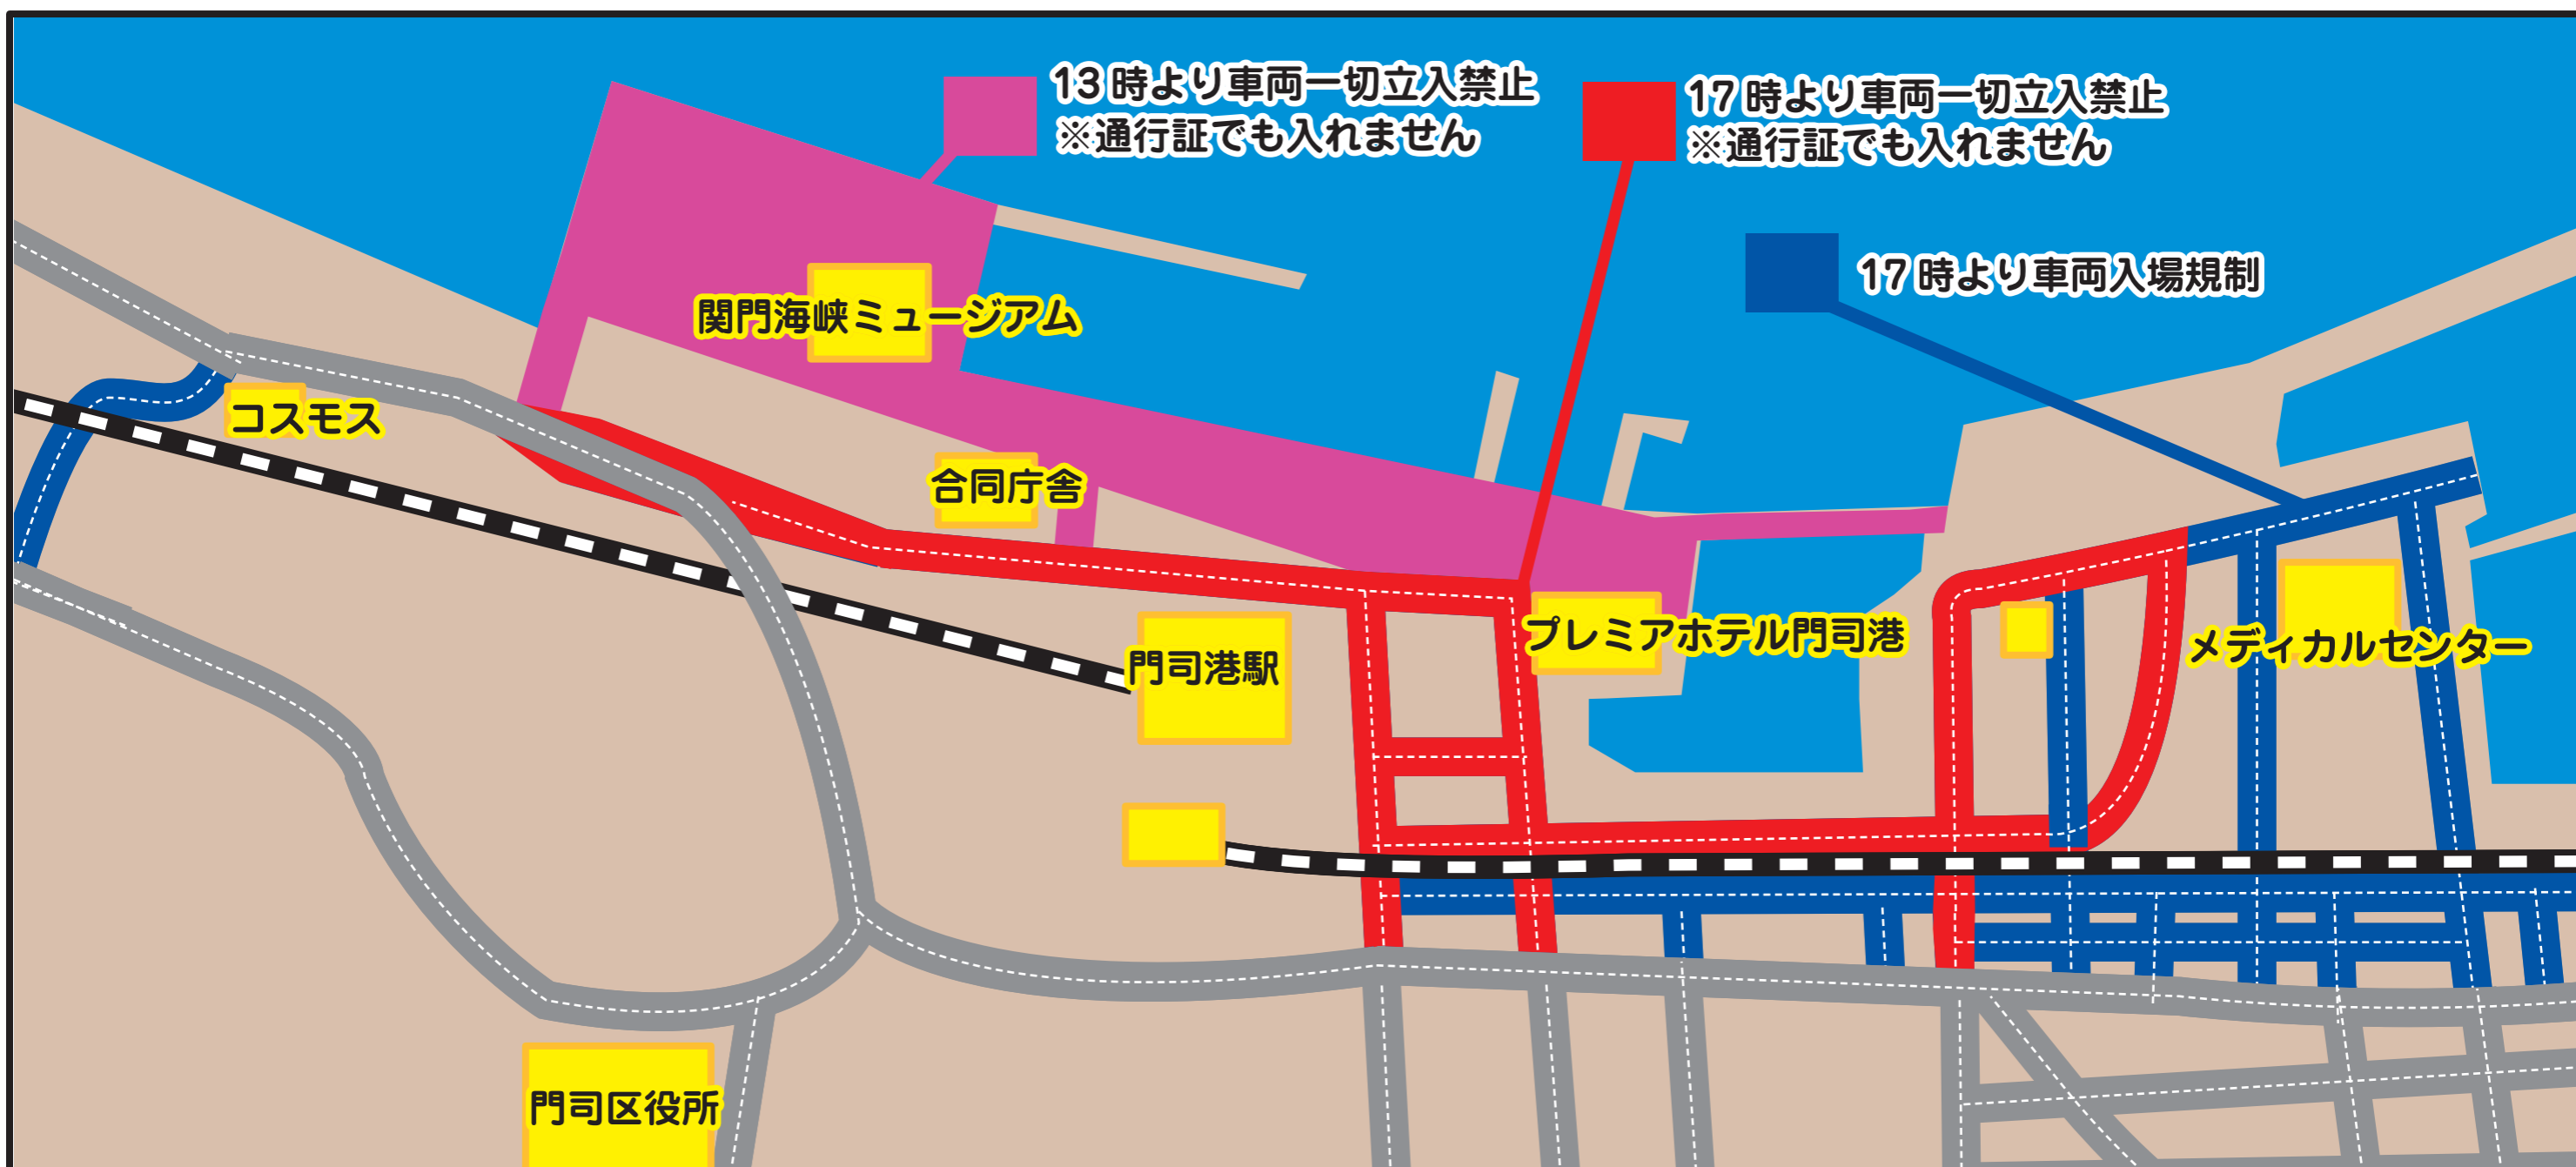 13時より車両一切立入禁止
※通行証でも入れません
17時より車両一切立入禁止
※通行証でも入れません
17時より車両入場規制
関門海峡ミュージアム
コスモス
合同庁舎
プレミアホテル門司港
メディカルセンター
門司港駅
門司区役所